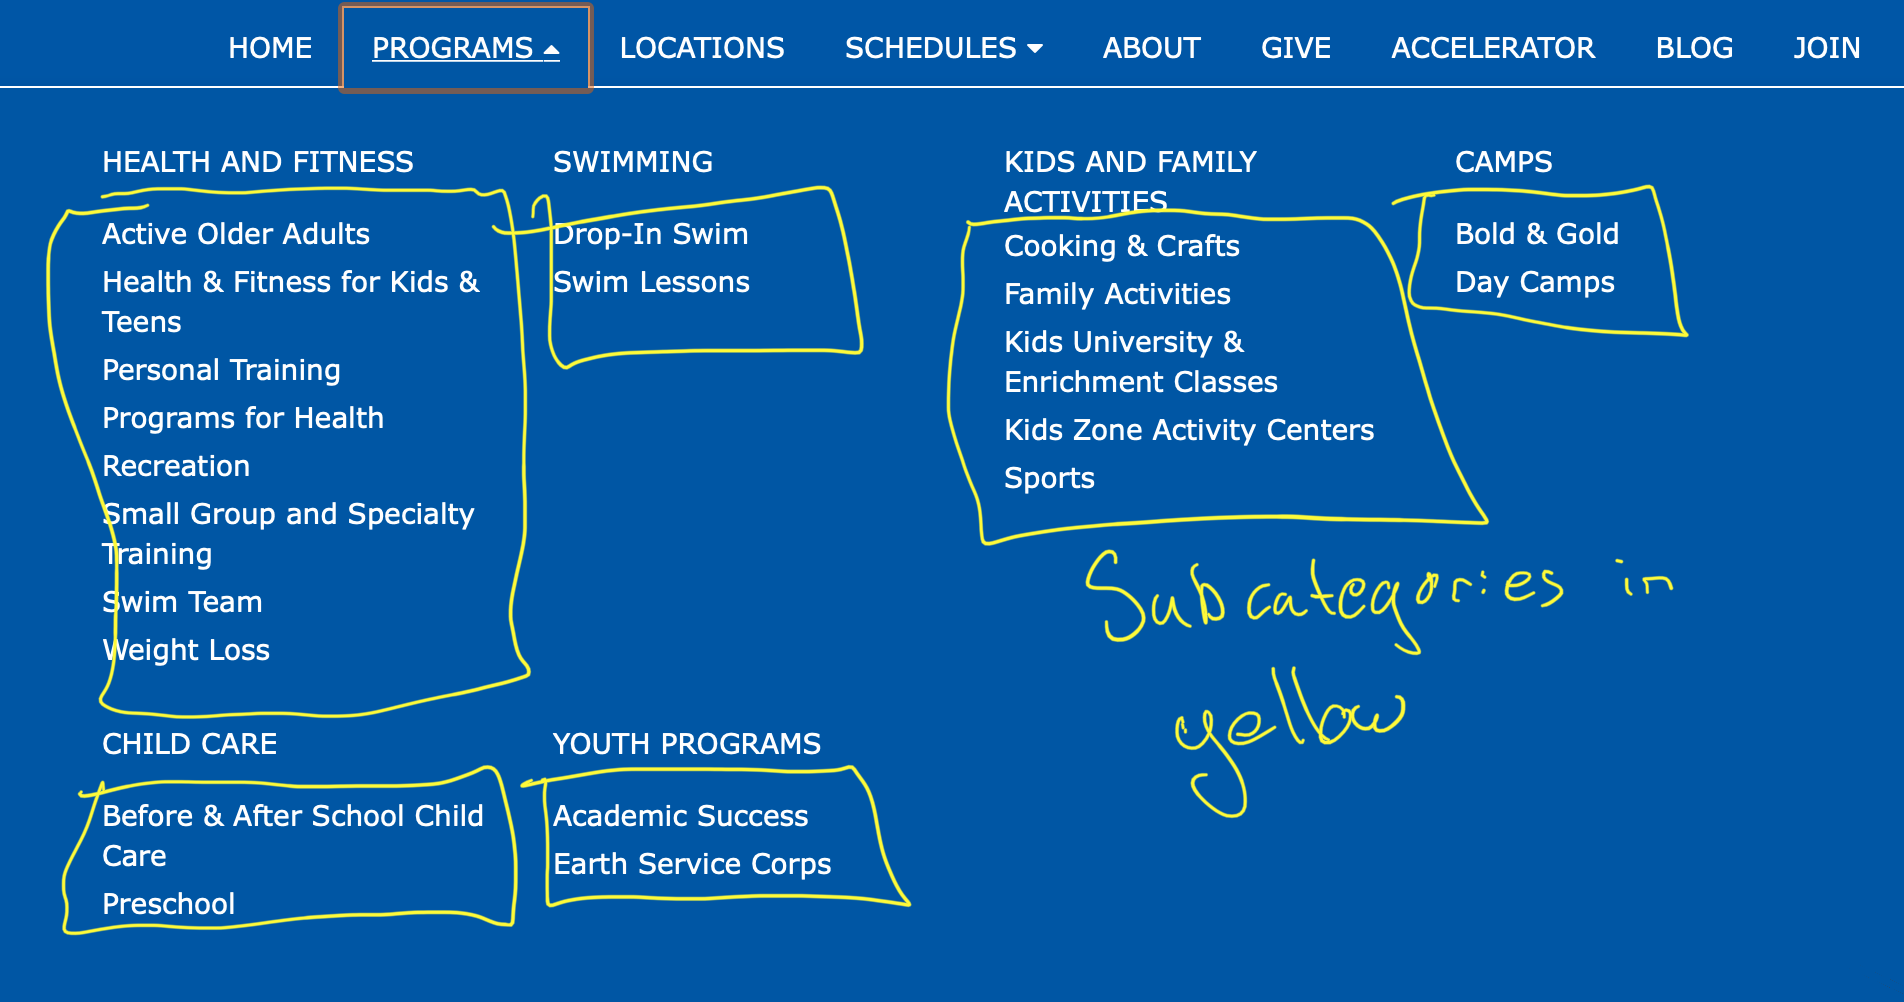 HOME PROGRAMS LOCATIONS SCHEDULES ABOUT GIVE ACCELERATOR BLOG JOIN
HEALTH AND FITNESS
Active Older Adults
Health & Fitness for Kids &
Teens
Personal Training
Programs for Health
Recreation
Small Group and Specialty
Training
Swim Team
Weight Loss
SWIMMING
Drop-In Swim
Swim Lessons
KIDS AND FAMILY
ACTIVITIES
Cooking & Crafts
Family Activities
Kids University &
Enrichment Classes
Kids Zone Activity Centers
Sports
CAMPS
Bold & Gold
Day Camps
Subcategories in
yellow
CHILD CARE
Before & After School Child
Care
Preschool
YOUTH PROGRAMS
Academic Success
Earth Service Corps